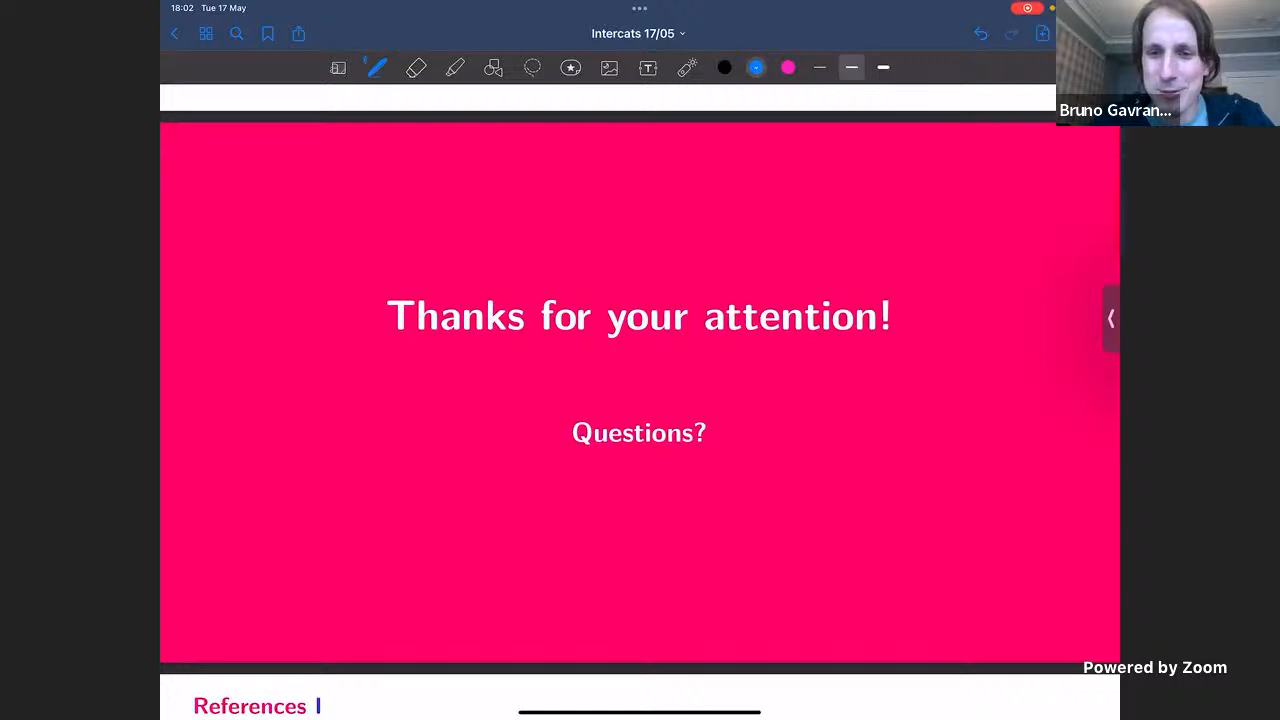 18:02 Tue 17 May
Intercats 17/05
T
Bruno Gavran...
Thanks for your attention!
Questions?
Powered by Zoom
References I